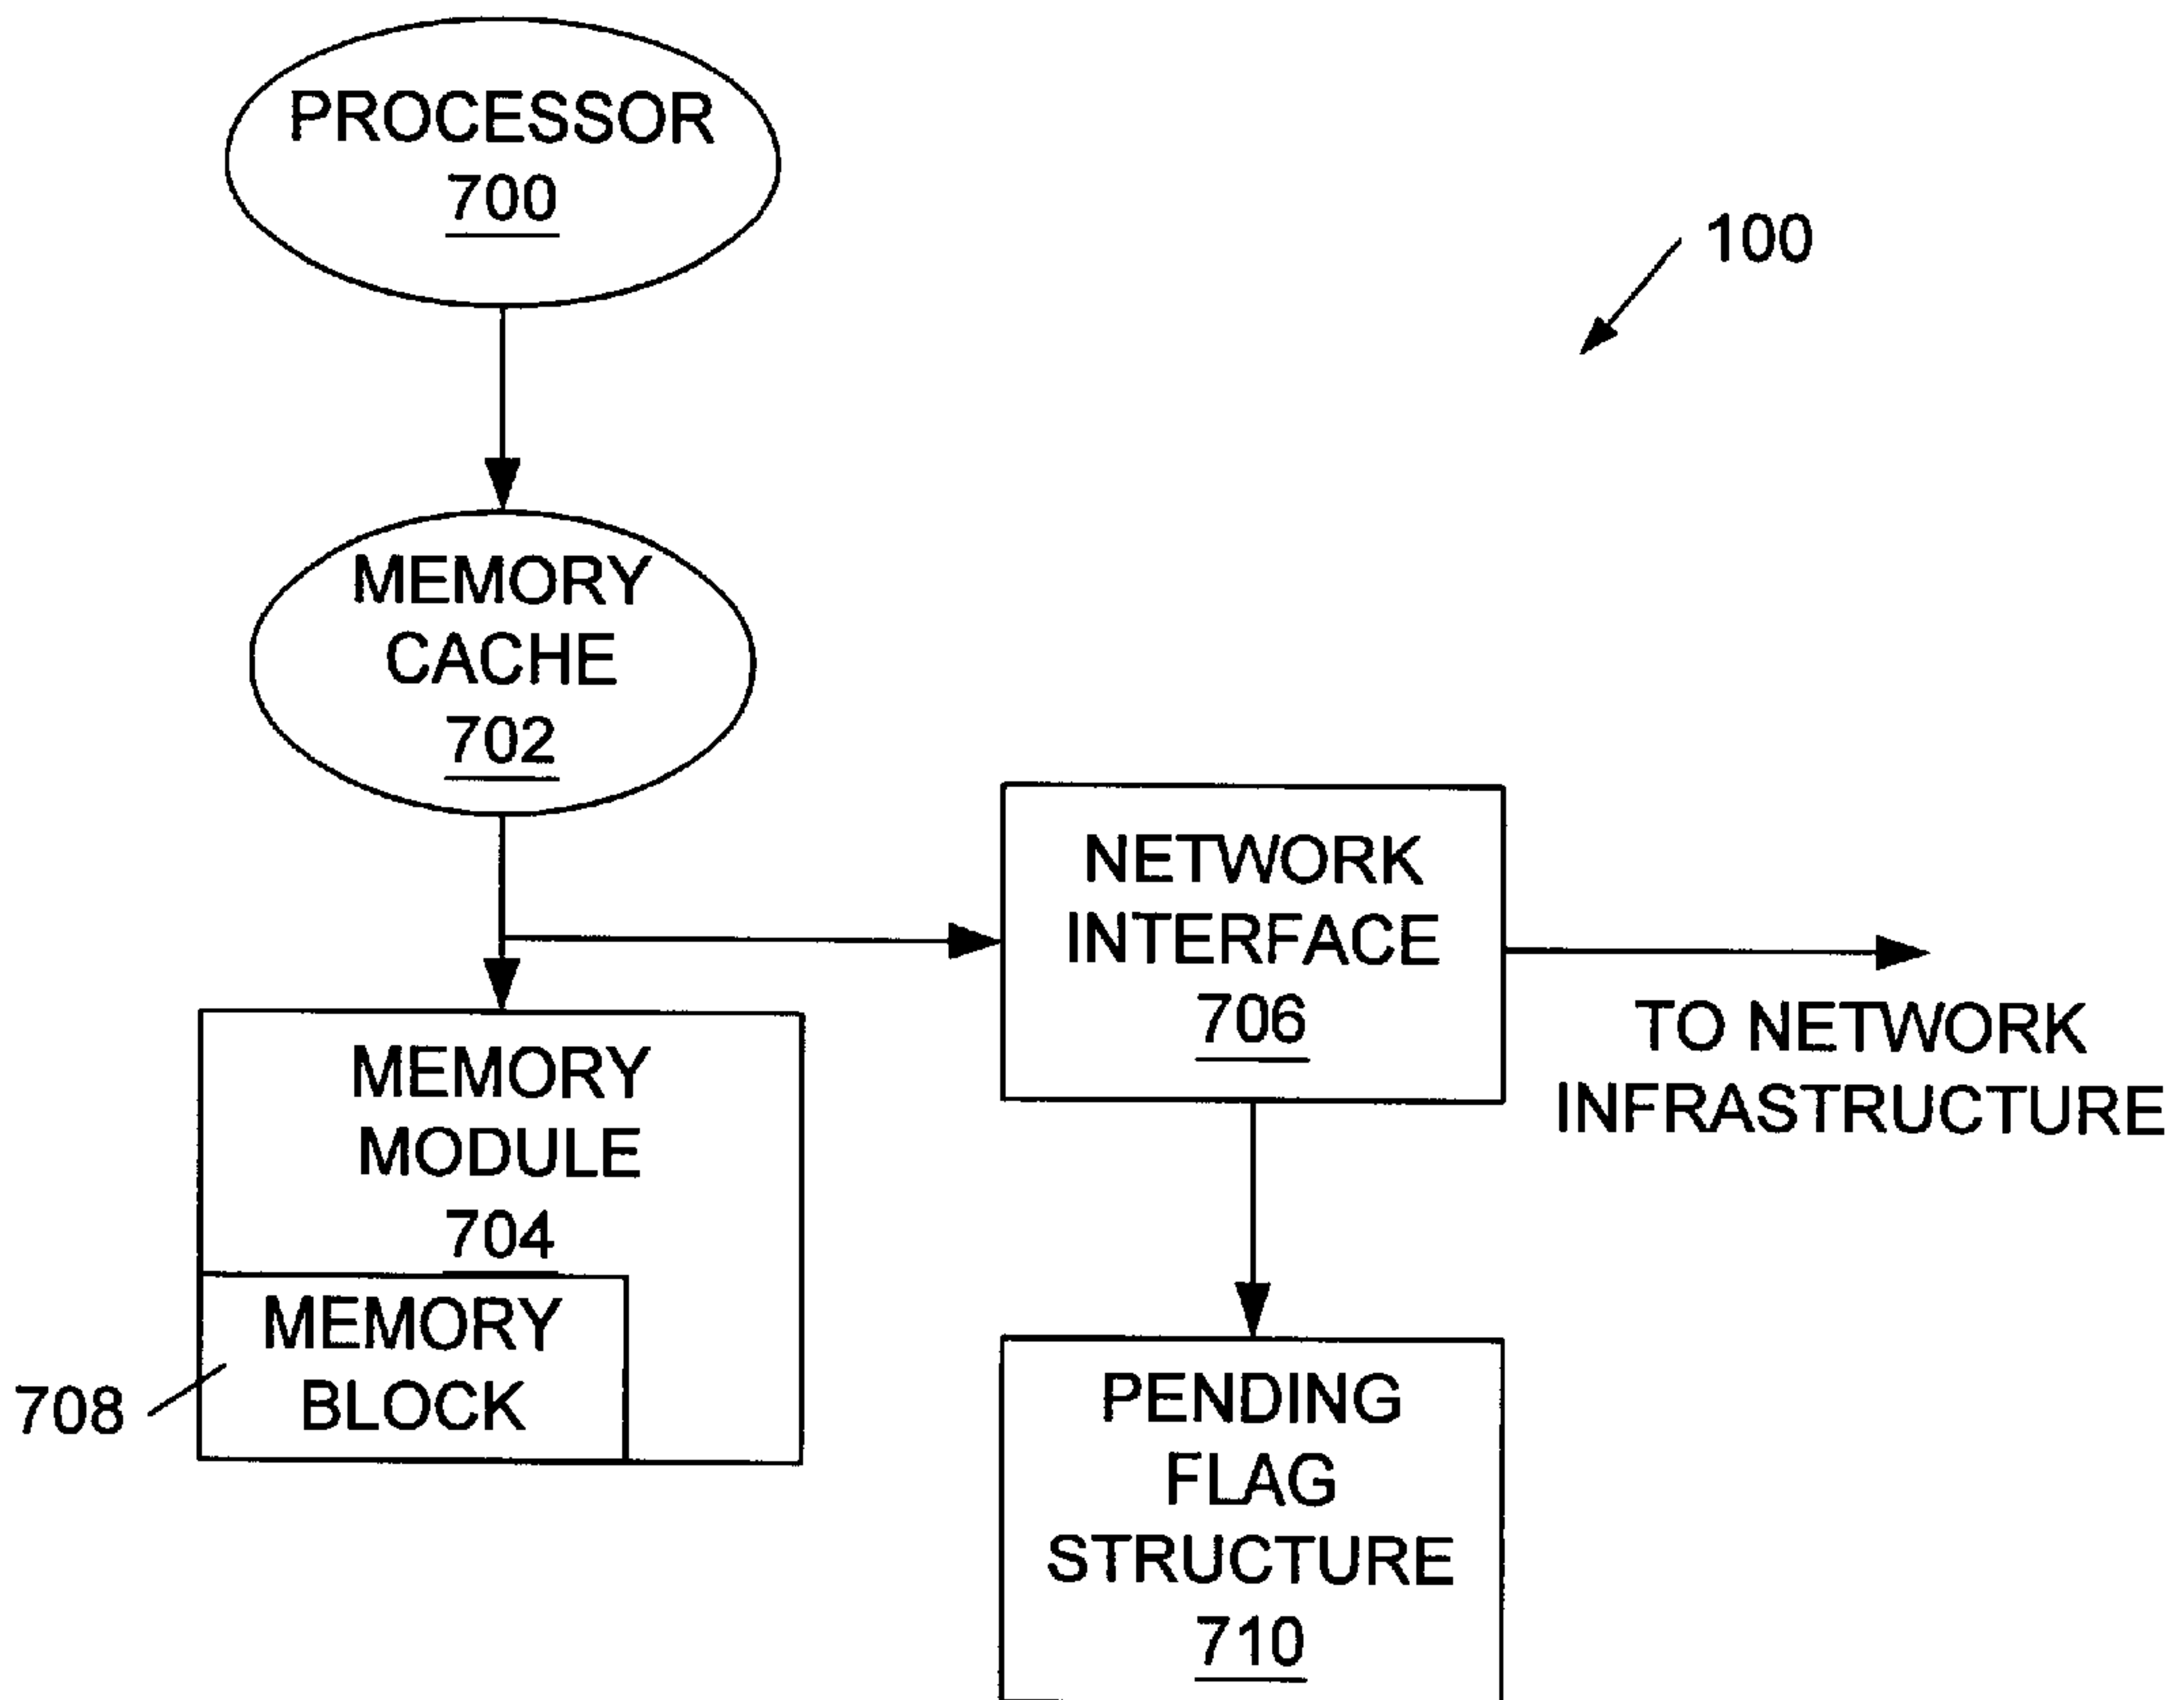 PROCESSOR
700
100
MEMORY
CACHE
702
NETWORK
INTERFACE
706
TO NETWORK
INFRASTRUCTURE
MEMORY
MODULE
704
MEMORY
BLOCK
708
PENDING
FLAG
STRUCTURE
710